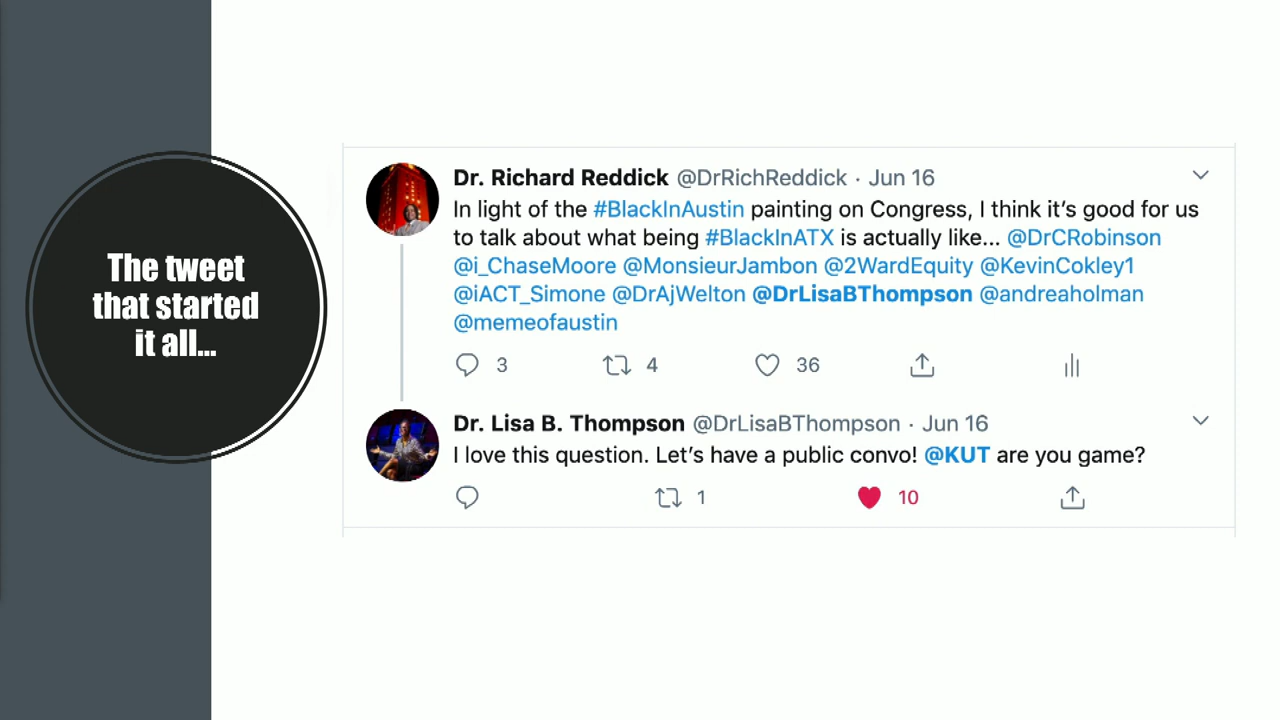 The tweet
that started
it all...
Dr. Richard Reddick @DrRichReddick · Jun 16
In light of the #BlackInAustin painting on Congress, I think it's good for us
to talk about what being #BlackInATX is actually like... @DrCRobinson
@i_ChaseMoore @MonsieurJambon @2WardEquity @KevinCokley1
@iACT_Simone @DrAjWelton @DrLisaBThompson @andreaholman
@memeofaustin
3 4 36
Dr. Lisa B. Thompson @DrLisaBThompson · Jun 16
I love this question. Let's have a public convo! @KUT are you game?
1 10